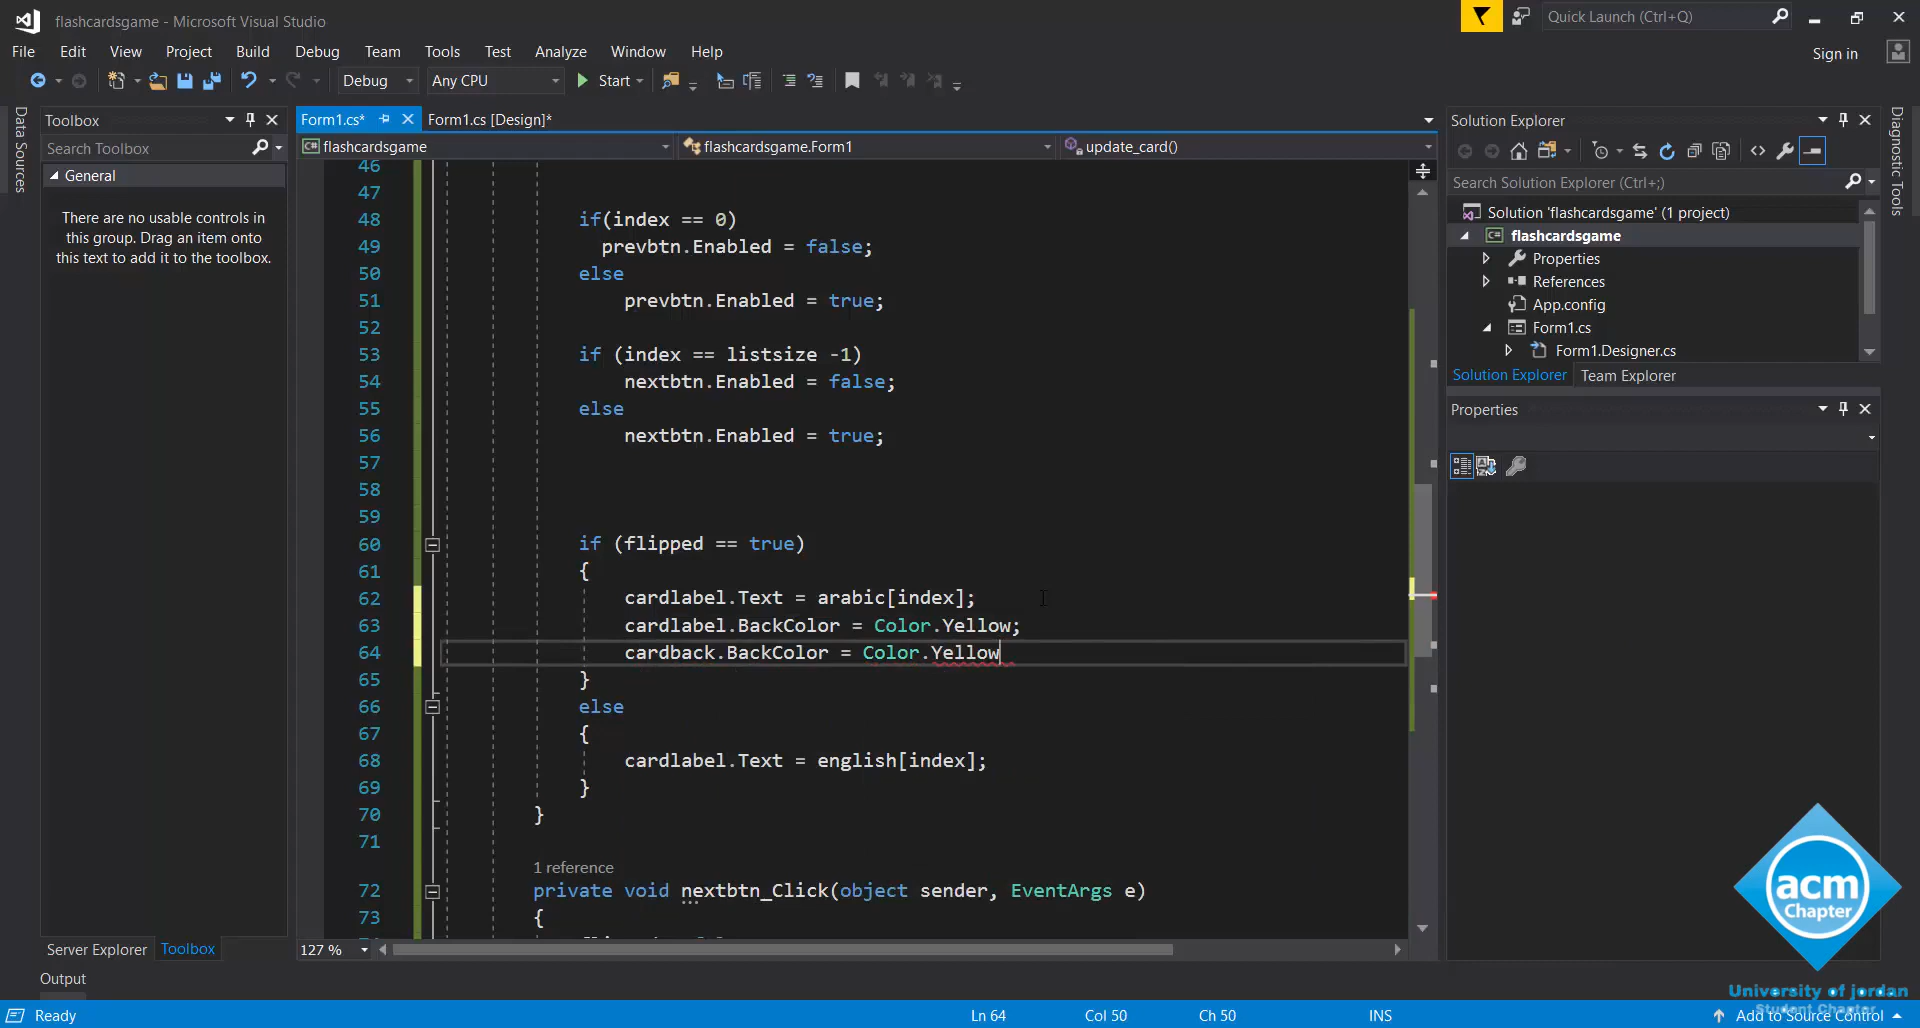 flashcardsgame - Microsoft Visual Studio
Quick Launch (Ctrl+Q)
File Edit View Project Build Debug Team Tools Test Analyze Window Help
Sign in
Debug Any CPU Start
Data Sources
Toolbox
Search Toolbox
General
There are no usable controls in
this group. Drag an item onto
this text to add it to the toolbox.
Server Explorer Toolbox
Output
Form1.cs* Form1.cs [Design]*
flashcardsgame flashcardsgame.Form1 update_card()
46
47
48 if(index == 0)
49 prevbtn.Enabled = false;
50 else
51 prevbtn.Enabled = true;
52
53 if (index == listsize -1)
54 nextbtn.Enabled = false;
55 else
56 nextbtn.Enabled = true;
57
58
59
60 if (flipped == true)
61 {
62 cardlabel.Text = arabic[index];
63 cardlabel.BackColor = Color.Yellow;
64 cardback.BackColor = Color.Yellow
65 }
66 else
67 {
68 cardlabel.Text = english[index];
69 }
70 }
71
1 reference
72 private void nextbtn_Click(object sender, EventArgs e)
73 {
127 %
Solution Explorer
Search Solution Explorer (Ctrl+;)
Solution 'flashcardsgame' (1 project)
flashcardsgame
Properties
References
App.config
Form1.cs
Form1.Designer.cs
Solution Explorer Team Explorer
Properties
Diagnostic Tools
acm
Chapter
University of jordan
Student Chapter
Ready Ln 64 Col 50 Ch 50 INS Add to Source Control